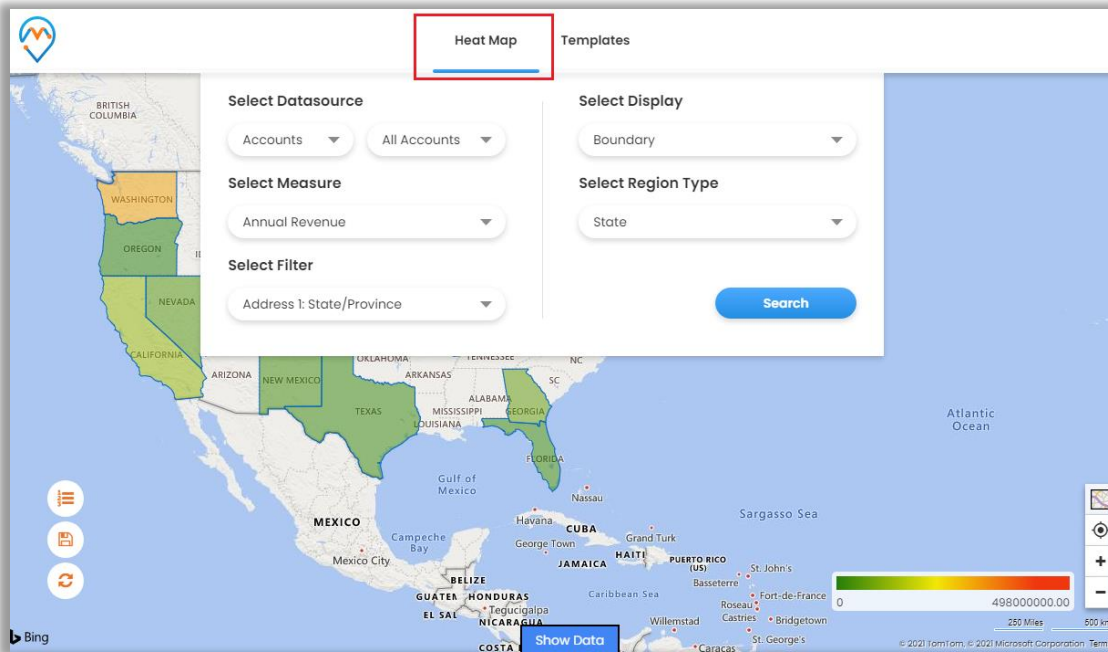 Heat Map
Templates
Select Datasource
Accounts
All Accounts
Select Measure
Annual Revenue
Select Filter
Address 1: State/Province
Select Display
Boundary
Select Region Type
State
Search
BRITISH
COLUMBIA
WASHINGTON
OREGON
NEVADA
CALIFORNIA
ARIZONA
NEW MEXICO
OKLAHOMA
TEXAS
ARKANSAS
TENNESSEE
NC
SC
ALABAMA
MISSISSIPPI
GEORGIA
LOUISIANA
FLORIDA
Atlantic
Ocean
Gulf of
Mexico
Nassau
Sargasso Sea
MEXICO
Mexico City
Campeche
Bay
Havana
CUBA
George Town
Grand Turk
JAMAICA
HAITI
PUERTO RICO
(US)
St. John's
Basseterre
BELIZE
GUATEM
HONDURAS
Caribbean Sea
Fort-de-France
Roseau
EL SAL
Tegucigalpa
NICARAGUA
Willemstad
Castries
Bridgetown
COSTA
Caracas
St. George's
Show Data
0
498000000.00
250 Miles
500 km
Bing
© 2021 TomTom, © 2021 Microsoft Corporation Term